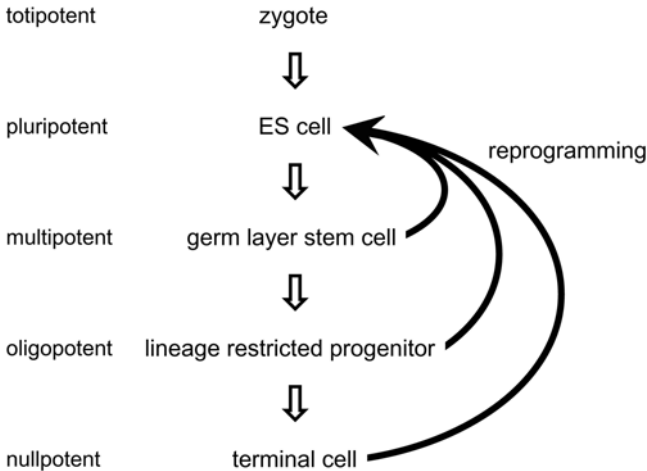 totipotent zygote
pluripotent ES cell
reprogramming
multipotent germ layer stem cell
oligopotent lineage restricted progenitor
nullpotent terminal cell